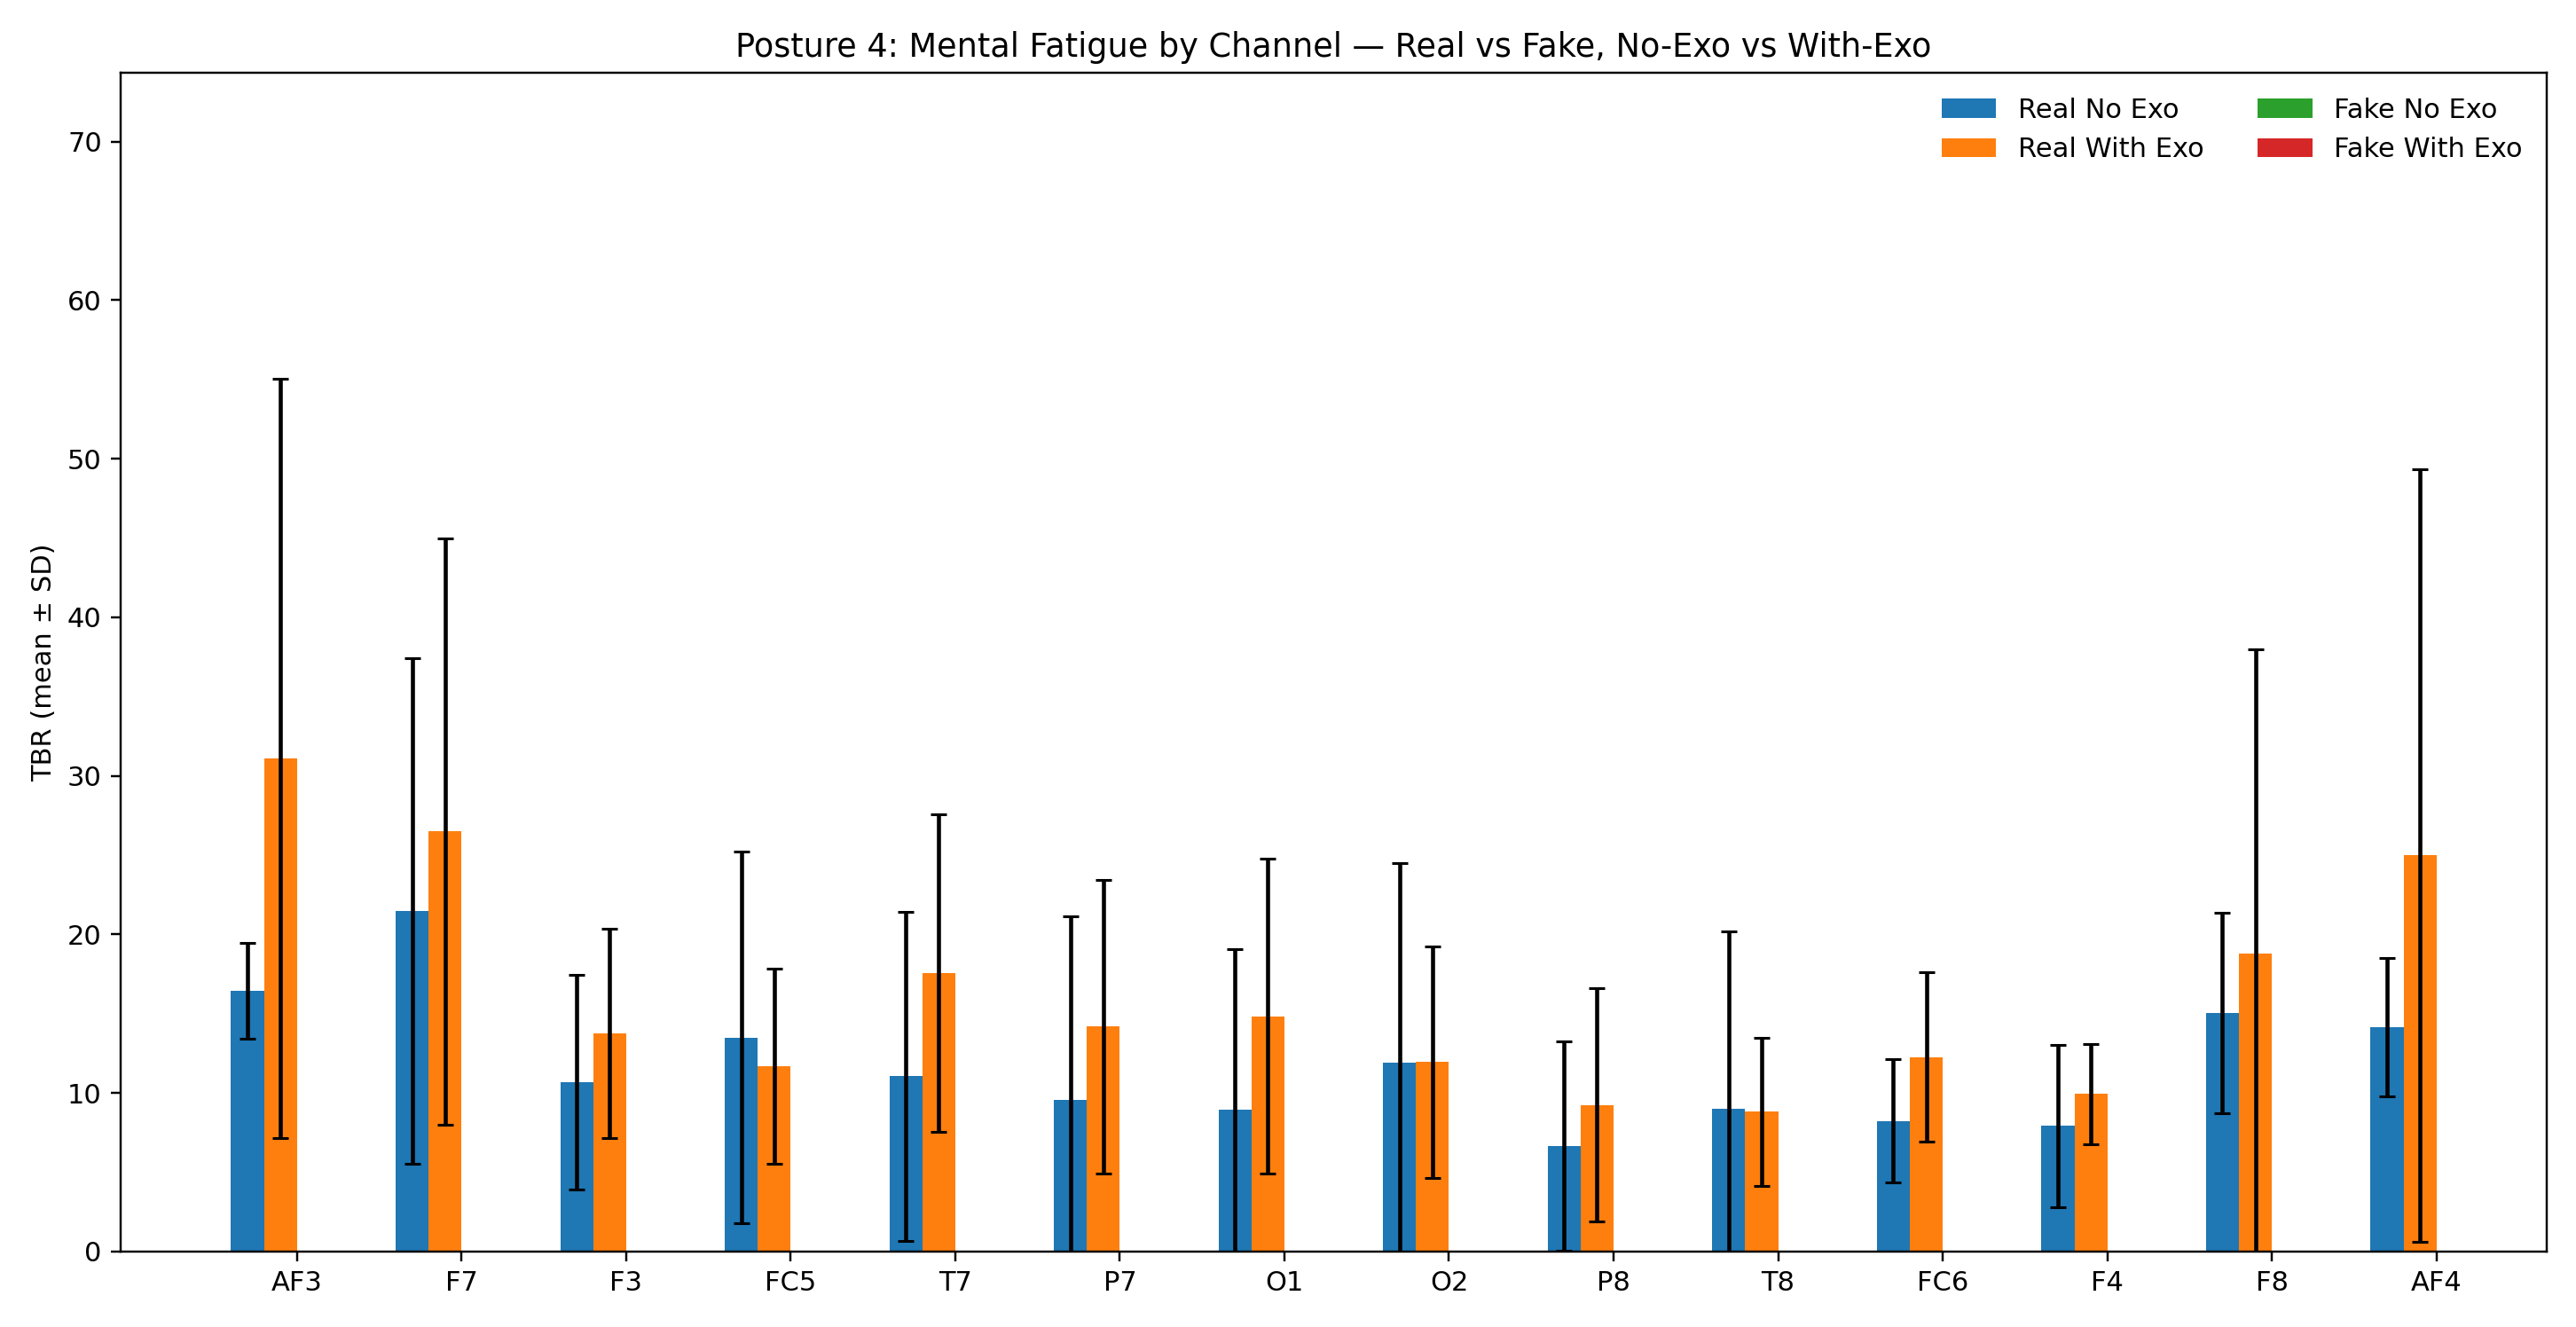 Posture 4: Mental Fatigue by Channel — Real vs Fake, No-Exo vs With-Exo
Real No Exo
Real With Exo
Fake No Exo
Fake With Exo
TBR (mean ± SD)
70
60
50
40
30
20
10
0
AF3 F7 F3 FC5 T7 P7 O1 O2 P8 T8 FC6 F4 F8 AF4